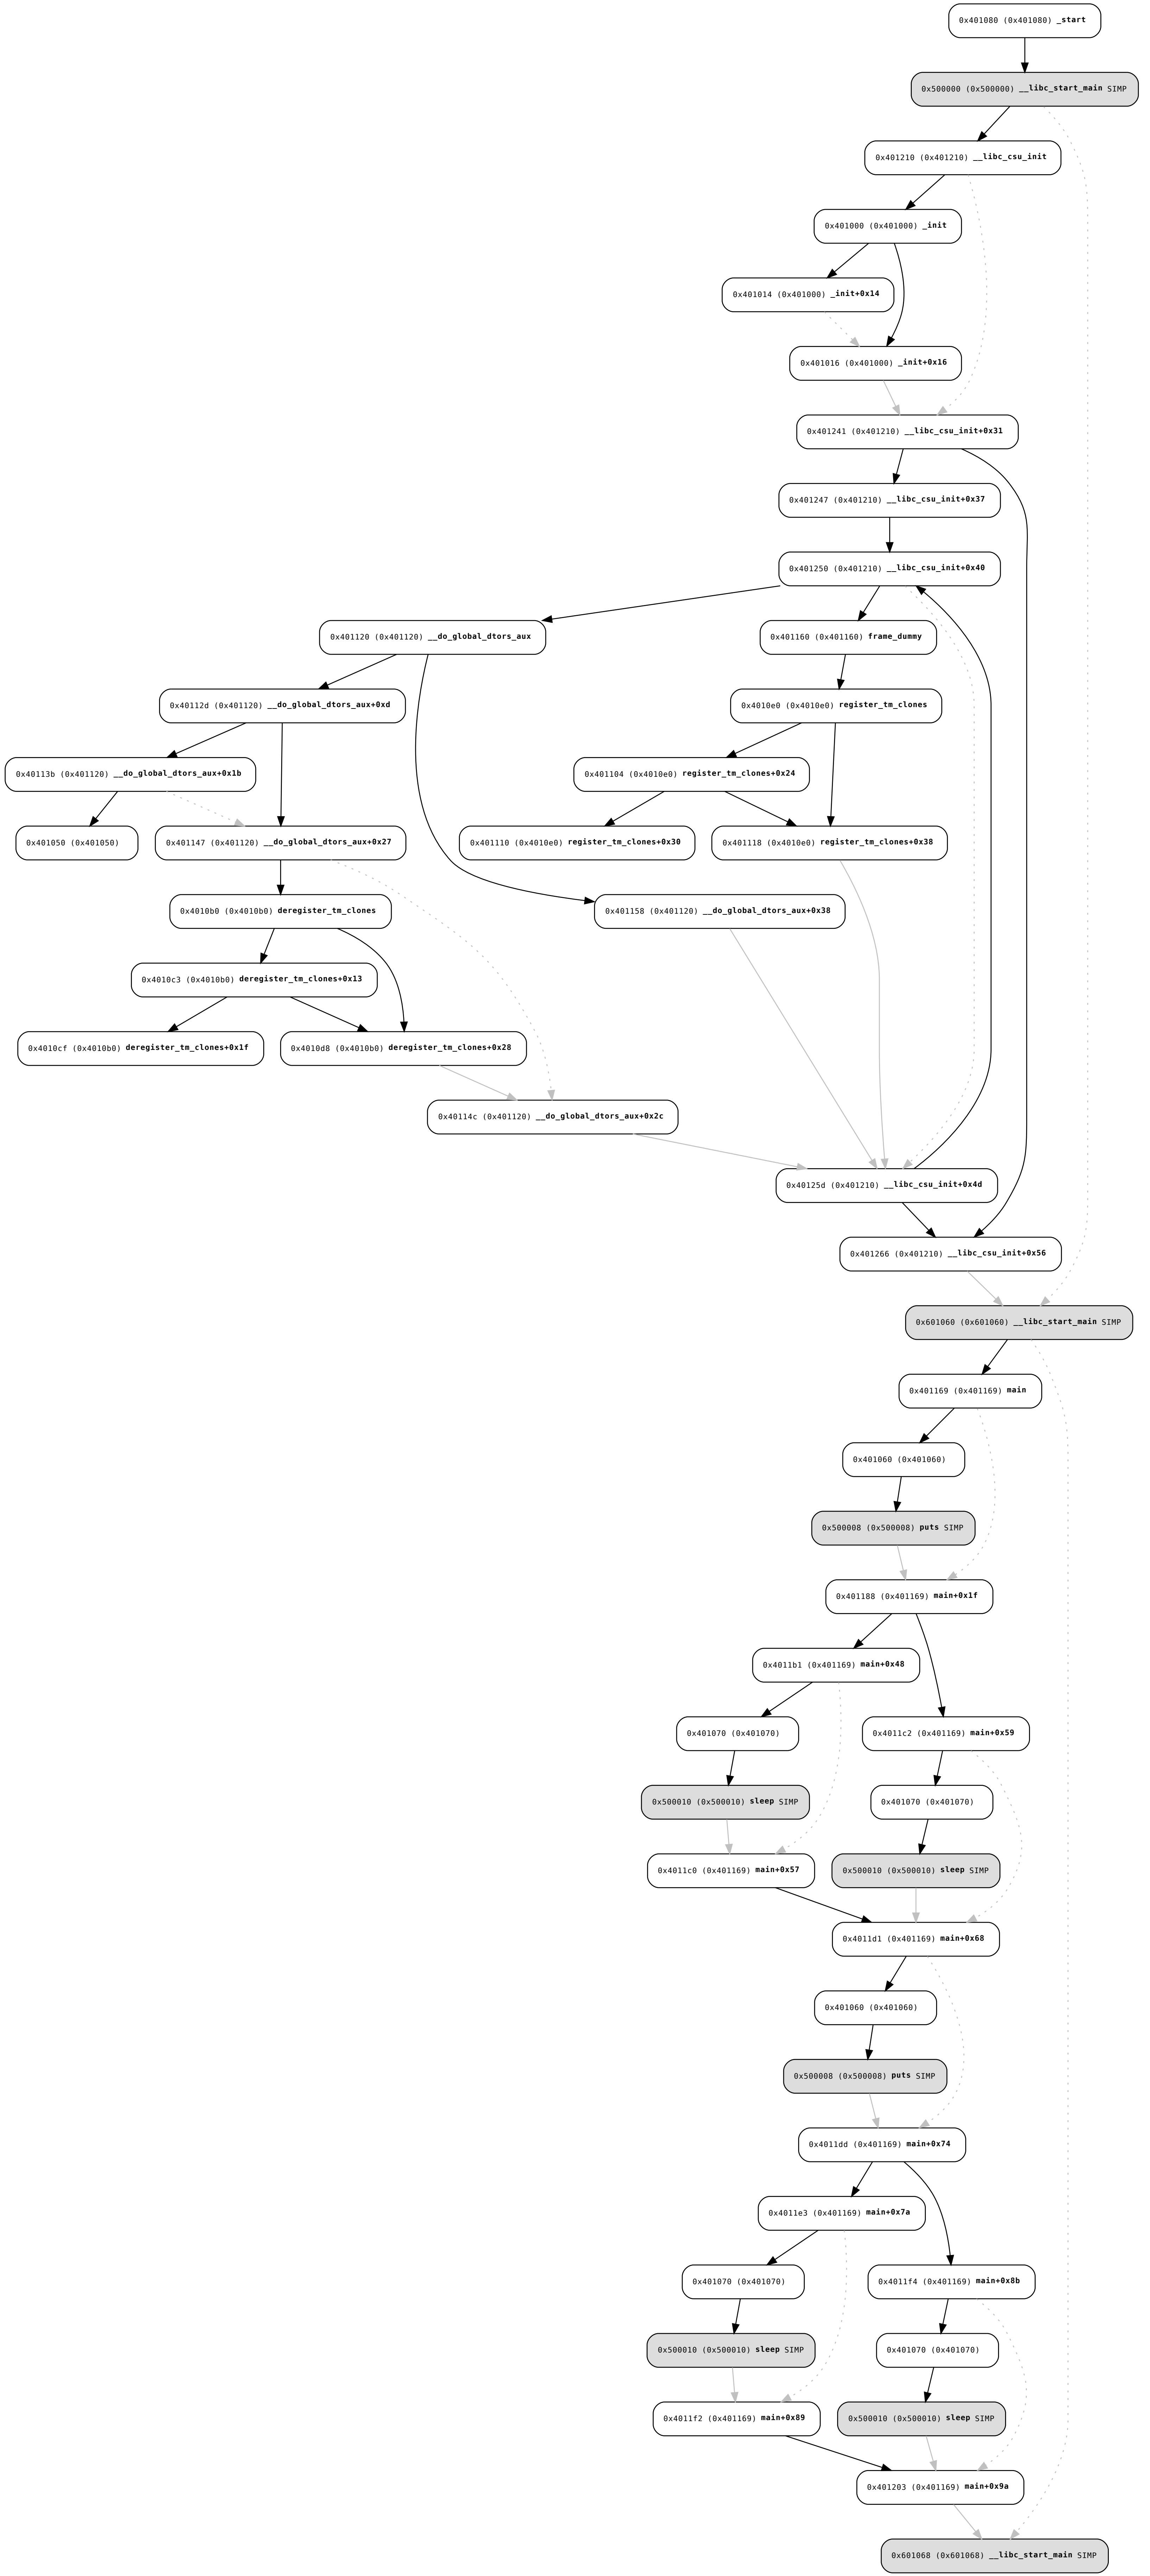 0x401080 (0x401080) _start
0x500000 (0x500000) __libc_start_main SIMP
0x401210 (0x401210) __libc_csu_init
0x401000 (0x401000) _init
0x401014 (0x401000) _init+0x14
0x401016 (0x401000) _init+0x16
0x401241 (0x401210) __libc_csu_init+0x31
0x401247 (0x401210) __libc_csu_init+0x37
0x401250 (0x401210) __libc_csu_init+0x40
0x401120 (0x401120) __do_global_dtors_aux
0x401160 (0x401160) frame_dummy
0x40112d (0x401120) __do_global_dtors_aux+0xd
0x4010e0 (0x4010e0) register_tm_clones
0x40113b (0x401120) __do_global_dtors_aux+0x1b
0x401104 (0x4010e0) register_tm_clones+0x24
0x401050 (0x401050)
0x401147 (0x401120) __do_global_dtors_aux+0x27
0x401110 (0x4010e0) register_tm_clones+0x30
0x401118 (0x4010e0) register_tm_clones+0x38
0x4010b0 (0x4010b0) deregister_tm_clones
0x401158 (0x401120) __do_global_dtors_aux+0x38
0x4010c3 (0x4010b0) deregister_tm_clones+0x13
0x4010cf (0x4010b0) deregister_tm_clones+0x1f
0x4010d8 (0x4010b0) deregister_tm_clones+0x28
0x40114c (0x401120) __do_global_dtors_aux+0x2c
0x40125d (0x401210) __libc_csu_init+0x4d
0x401266 (0x401210) __libc_csu_init+0x56
0x601060 (0x601060) __libc_start_main SIMP
0x401169 (0x401169) main
0x401060 (0x401060)
0x500008 (0x500008) puts SIMP
0x401188 (0x401169) main+0x1f
0x4011b1 (0x401169) main+0x48
0x401070 (0x401070)
0x4011c2 (0x401169) main+0x59
0x500010 (0x500010) sleep SIMP
0x401070 (0x401070)
0x4011c0 (0x401169) main+0x57
0x500010 (0x500010) sleep SIMP
0x4011d1 (0x401169) main+0x68
0x401060 (0x401060)
0x500008 (0x500008) puts SIMP
0x4011dd (0x401169) main+0x74
0x4011e3 (0x401169) main+0x7a
0x401070 (0x401070)
0x4011f4 (0x401169) main+0x8b
0x500010 (0x500010) sleep SIMP
0x401070 (0x401070)
0x4011f2 (0x401169) main+0x89
0x500010 (0x500010) sleep SIMP
0x401203 (0x401169) main+0x9a
0x601068 (0x601068) __libc_start_main SIMP